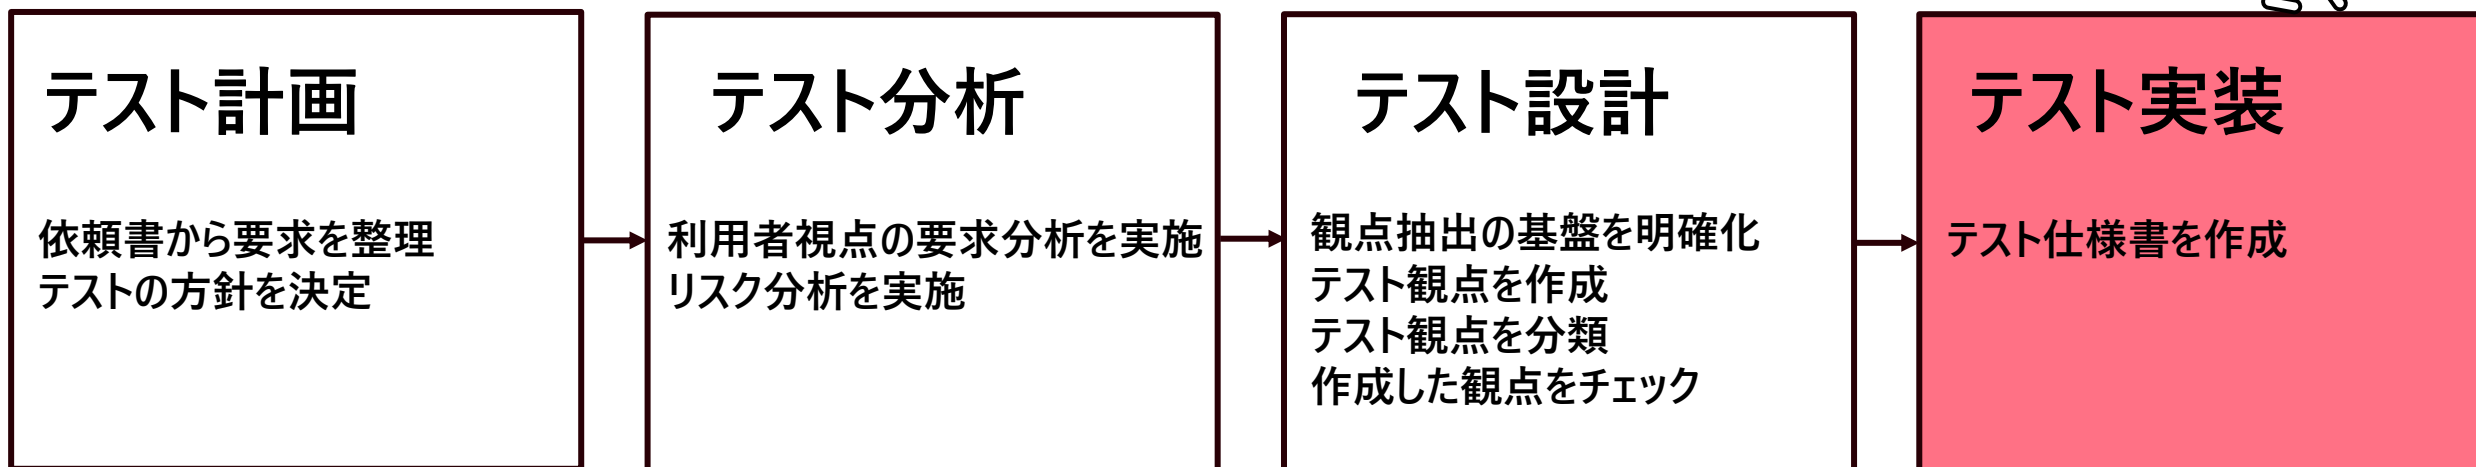 テスト計画
依頼書から要求を整理
テストの方針を決定
テスト分析
利用者視点の要求分析を実施
リスク分析を実施
テスト設計
観点抽出の基盤を明確化
テスト観点を作成
テスト観点を分類
作成した観点をチェック
テスト実装
テスト仕様書を作成